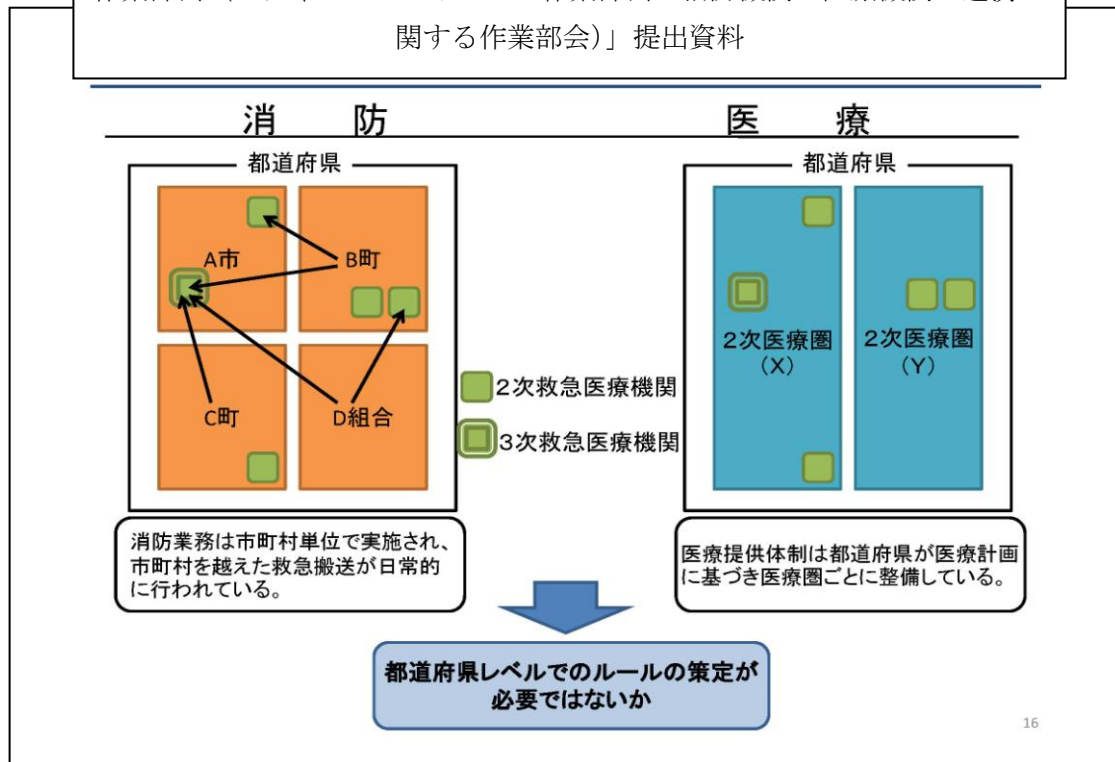 関する作業部会)」提出資料
消　防
医　療
都道府県
A市
B町
C町
D組合
2次救急医療機関
3次救急医療機関
都道府県
2次医療圏
(X)
2次医療圏
(Y)
消防業務は市町村単位で実施され、
市町村を越えた救急搬送が日常的
に行われている。
医療提供体制は都道府県が医療計画
に基づき医療圏ごとに整備している。
都道府県レベルでのルールの策定が
必要ではないか
16